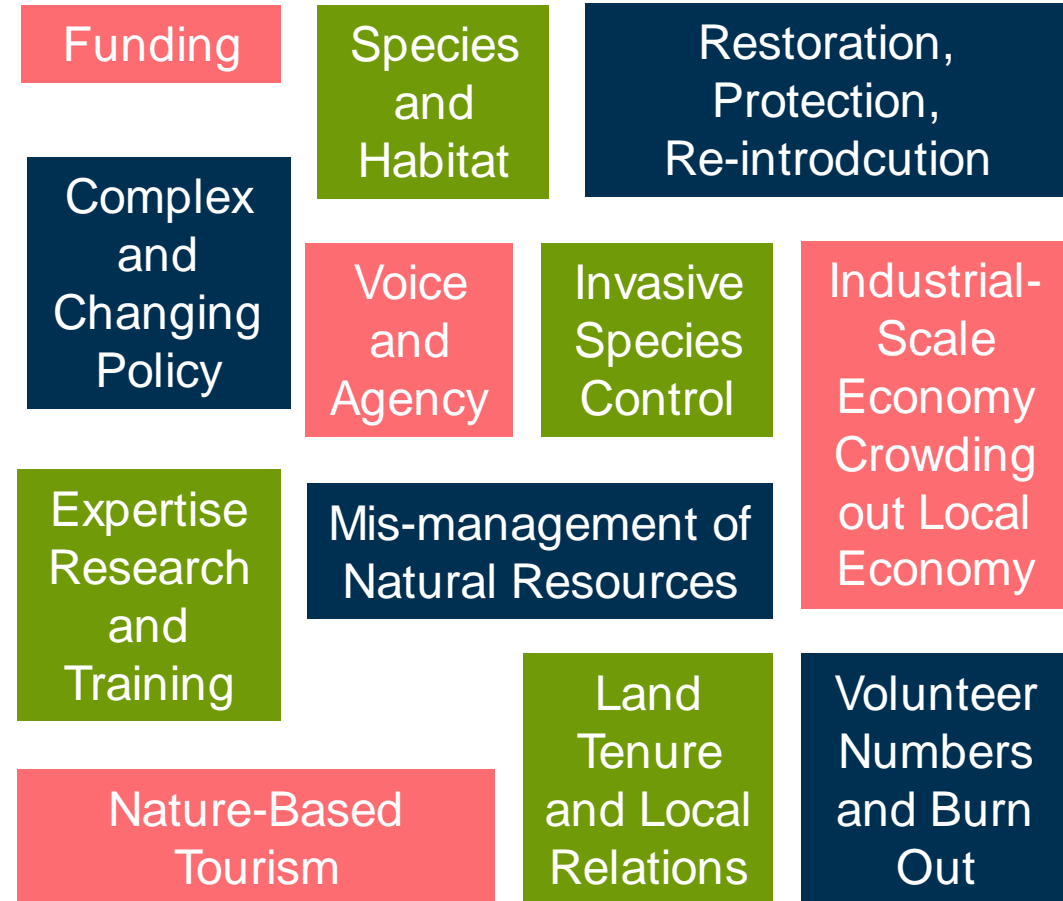 Funding
Species
and
Habitat
Restoration,
Protection,
Re-introdcution
Complex
and
Changing
Policy
Voice
and
Agency
Invasive
Species
Control
Industrial-
Scale
Economy
Crowding
out Local
Economy
Expertise
Research
and
Training
Mis-management of
Natural Resources
Land
Tenure
and Local
Relations
Volunteer
Numbers
and Burn
Out
Nature-Based
Tourism